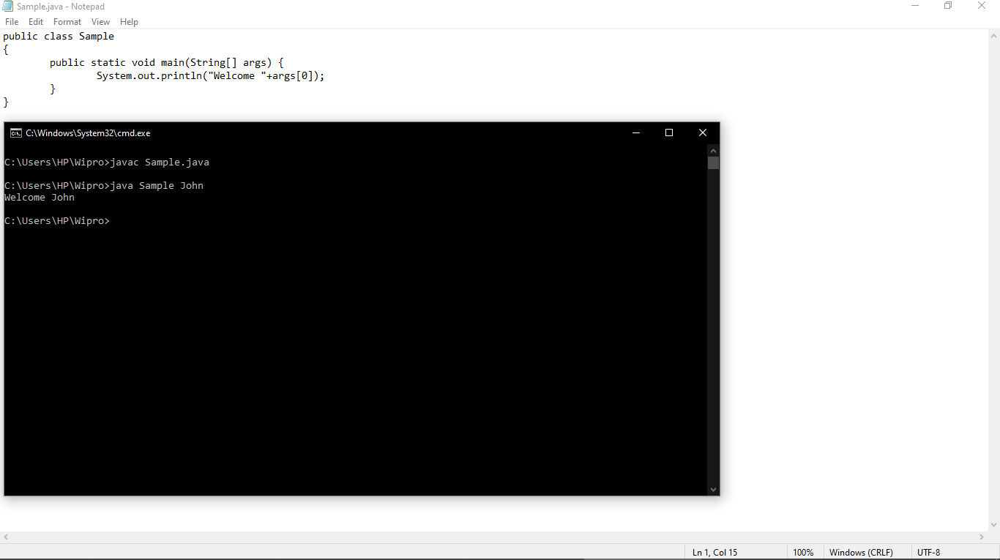 Sample.java - Notepad
File Edit Format View Help
public class Sample
{
public static void main(String[] args) {
System.out.println("Welcome "+args[0]);
}
}
C:\Windows\System32\cmd.exe
C:\Users\HP\Wipro>javac Sample.java
C:\Users\HP\Wipro>java Sample John
Welcome John
C:\Users\HP\Wipro>
Ln 1, Col 15 100% Windows (CRLF) UTF-8